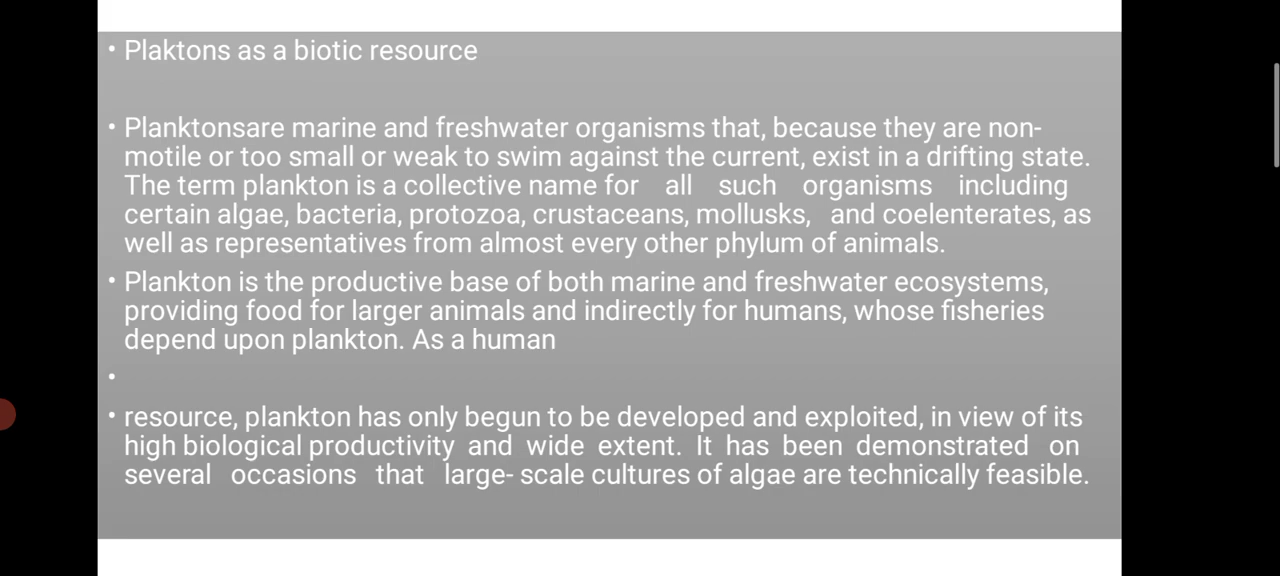 • Plaktons as a biotic resource
• Planktonsare marine and freshwater organisms that, because they are non-
motile or too small or weak to swim against the current, exist in a drifting state.
The term plankton is a collective name for all such organisms including
certain algae, bacteria, protozoa, crustaceans, mollusks, and coelenterates, as
well as representatives from almost every other phylum of animals.
• Plankton is the productive base of both marine and freshwater ecosystems,
providing food for larger animals and indirectly for humans, whose fisheries
depend upon plankton. As a human
•
• resource, plankton has only begun to be developed and exploited, in view of its
high biological productivity and wide extent. It has been demonstrated on
several occasions that large- scale cultures of algae are technically feasible.